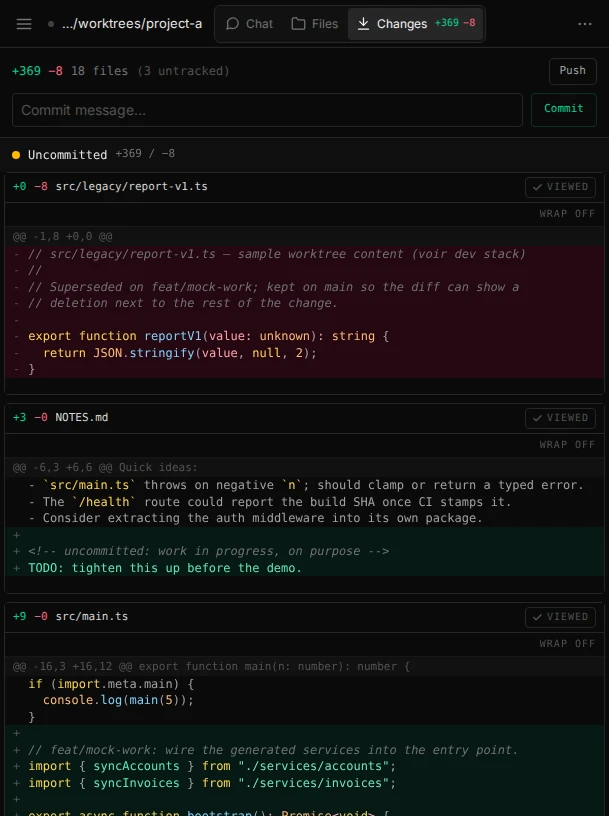 .../worktrees/project-a Chat Files Changes +369 −8 ...
+369 −8 18 files (3 untracked) Push
Commit message... Commit
Uncommitted +369 / −8
+0 −8 src/legacy/report-v1.ts VIEWED
WRAP OFF
@@ -1,8 +0,0 @@
- // src/legacy/report-v1.ts — sample worktree content (voir dev stack)
- //
- // Superseded on feat/mock-work; kept on main so the diff can show a
- // deletion next to the rest of the change.
-
- export function reportV1(value: unknown): string {
-   return JSON.stringify(value, null, 2);
- }
+3 −0 NOTES.md VIEWED
WRAP OFF
@@ -6,3 +6,6 @@ Quick ideas:
- `src/main.ts` throws on negative `n`; should clamp or return a typed error.
- The `/health` route could report the build SHA once CI stamps it.
- Consider extracting the auth middleware into its own package.
+
+ <!-- uncommitted: work in progress, on purpose -->
+ TODO: tighten this up before the demo.
+9 −0 src/main.ts VIEWED
WRAP OFF
@@ -16,3 +16,12 @@ export function main(n: number): number {
if (import.meta.main) {
  console.log(main(5));
}
+
+ // feat/mock-work: wire the generated services into the entry point.
+ import { syncAccounts } from "./services/accounts";
+ import { syncInvoices } from "./services/invoices";
+
+ export async function bootstrap(): Promise<void> {